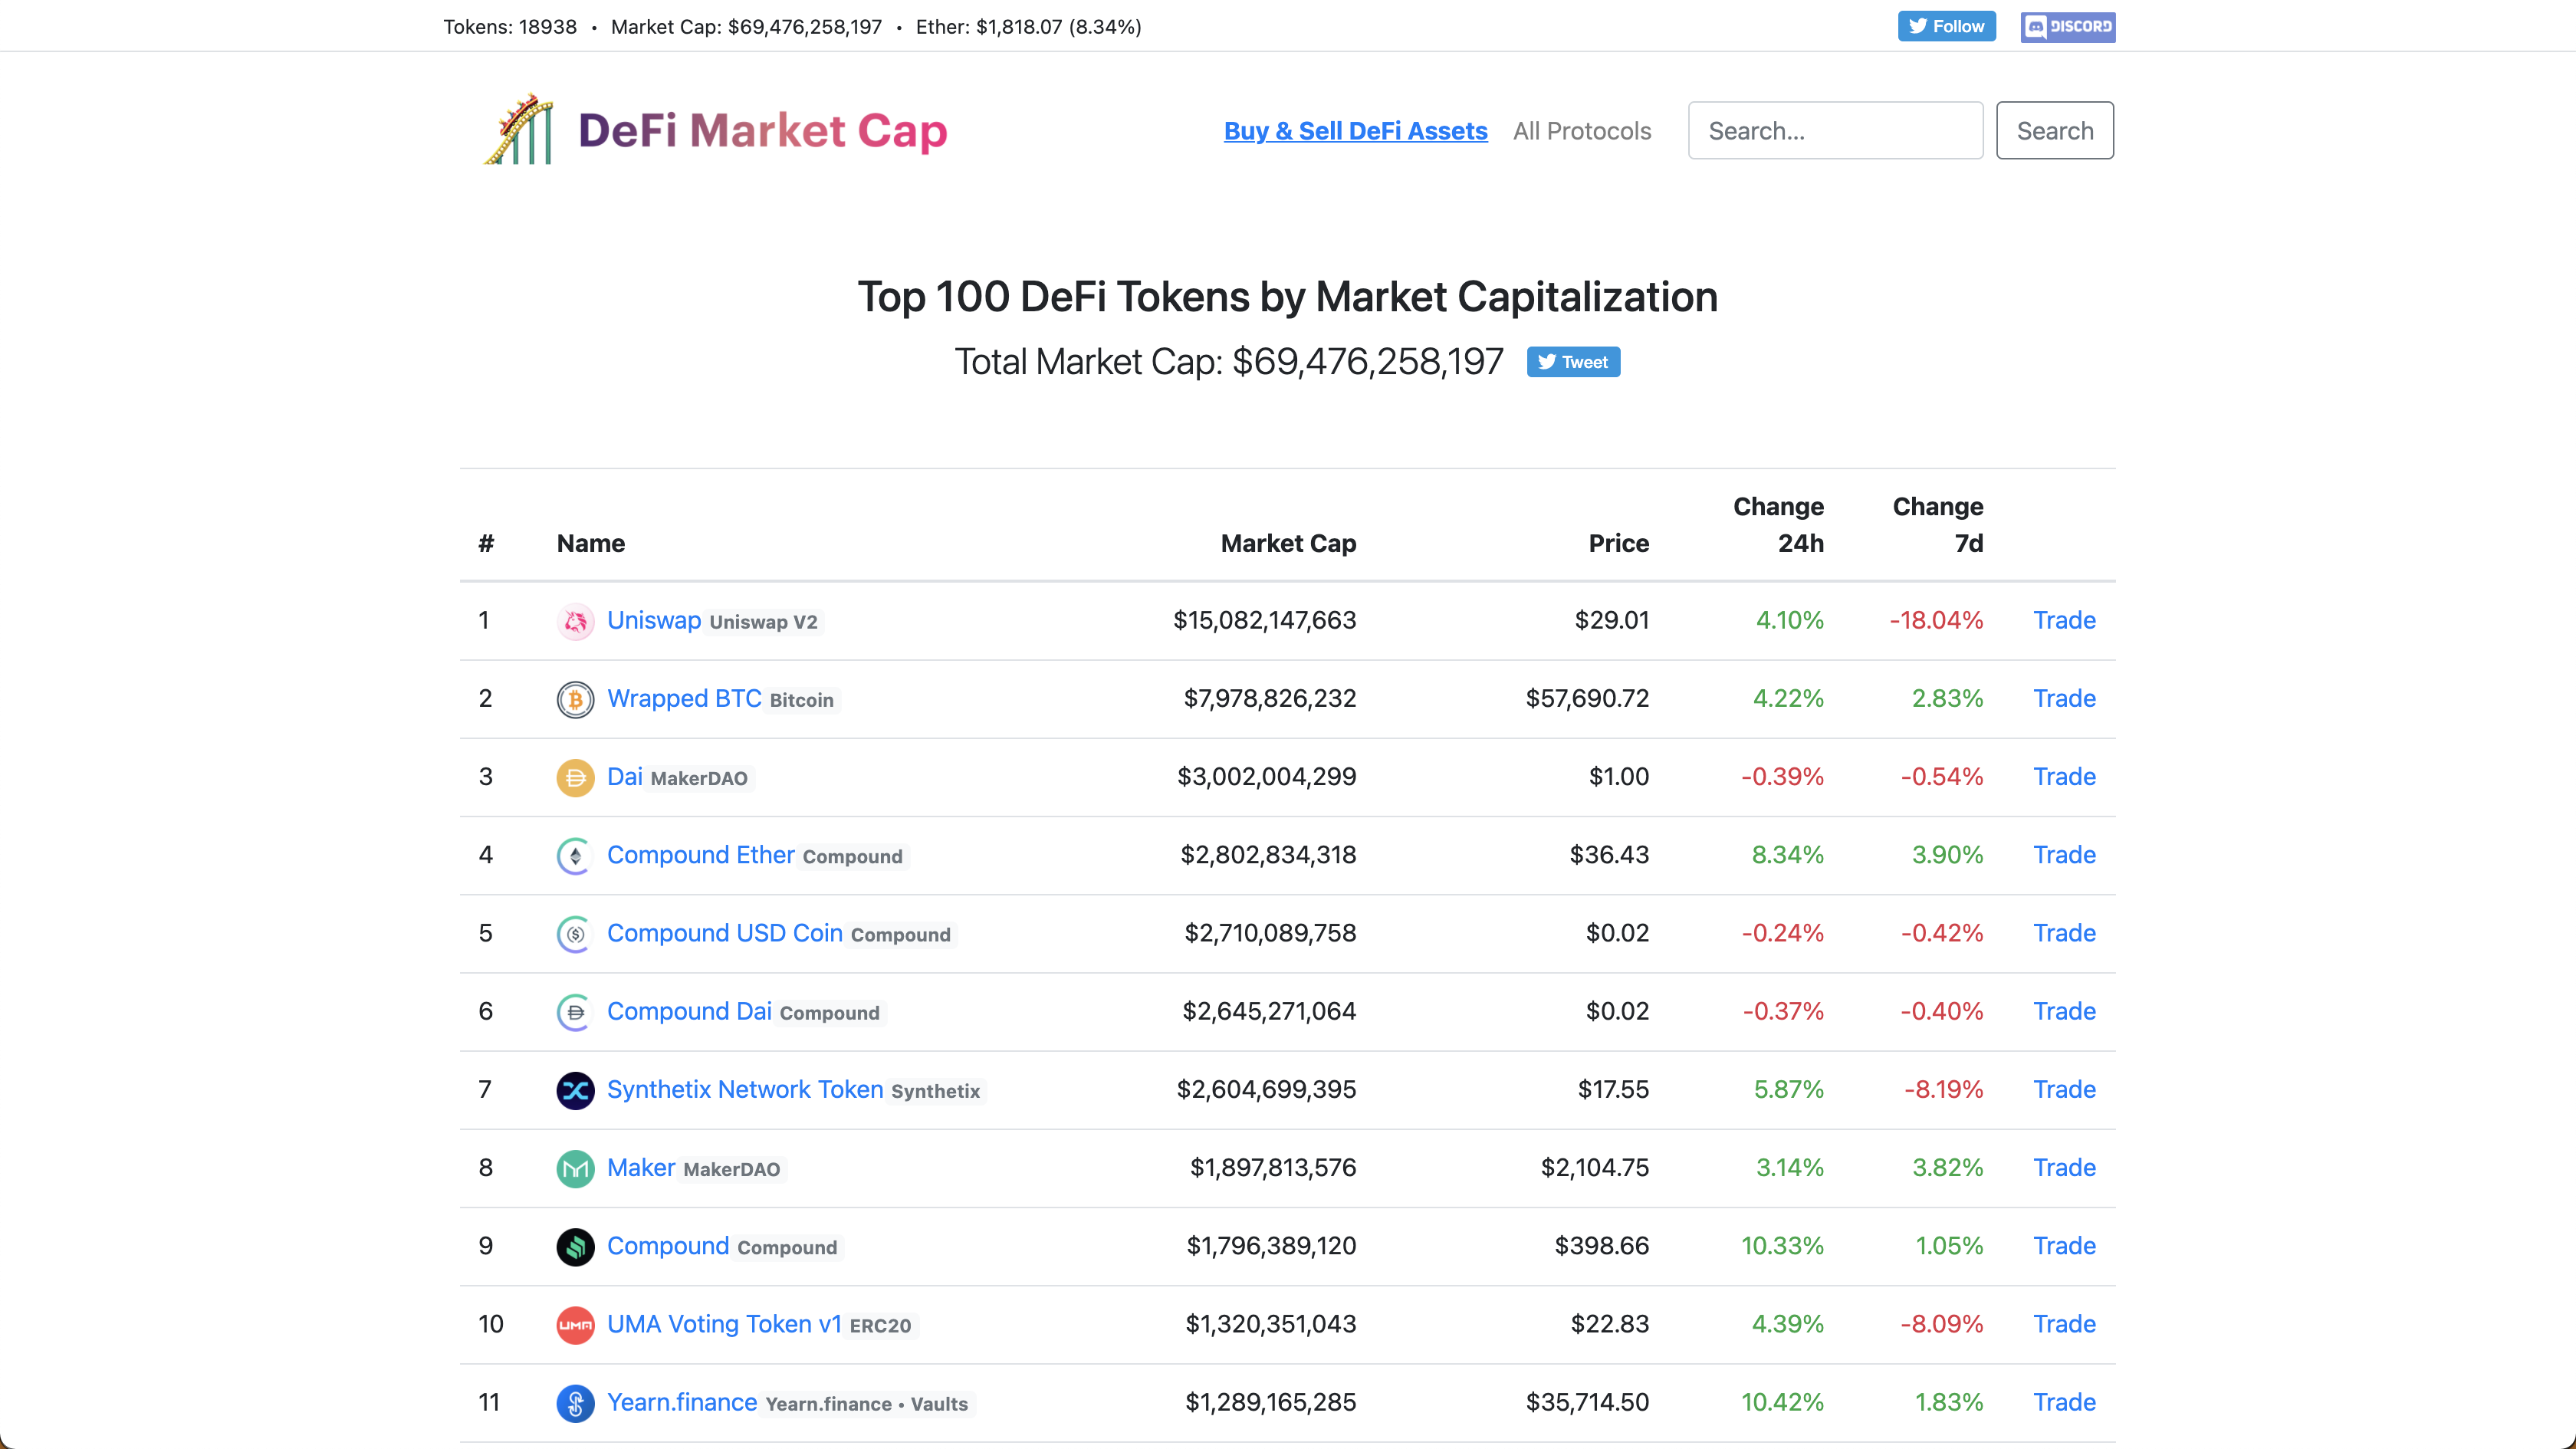 Tokens: 18938 • Market Cap: $69,476,258,197 • Ether: $1,818.07 (8.34%) Follow DISCORD
DeFi Market Cap Buy & Sell DeFi Assets All Protocols Search... Search
Top 100 DeFi Tokens by Market Capitalization
Total Market Cap: $69,476,258,197 Tweet
# Name Market Cap Price Change 24h Change 7d
1 Uniswap Uniswap V2 $15,082,147,663 $29.01 4.10% -18.04% Trade
2 Wrapped BTC Bitcoin $7,978,826,232 $57,690.72 4.22% 2.83% Trade
3 Dai MakerDAO $3,002,004,299 $1.00 -0.39% -0.54% Trade
4 Compound Ether Compound $2,802,834,318 $36.43 8.34% 3.90% Trade
5 Compound USD Coin Compound $2,710,089,758 $0.02 -0.24% -0.42% Trade
6 Compound Dai Compound $2,645,271,064 $0.02 -0.37% -0.40% Trade
7 Synthetix Network Token Synthetix $2,604,699,395 $17.55 5.87% -8.19% Trade
8 Maker MakerDAO $1,897,813,576 $2,104.75 3.14% 3.82% Trade
9 Compound Compound $1,796,389,120 $398.66 10.33% 1.05% Trade
10 UMA UMA Voting Token v1 ERC20 $1,320,351,043 $22.83 4.39% -8.09% Trade
11 Yearn.finance Yearn.finance • Vaults $1,289,165,285 $35,714.50 10.42% 1.83% Trade